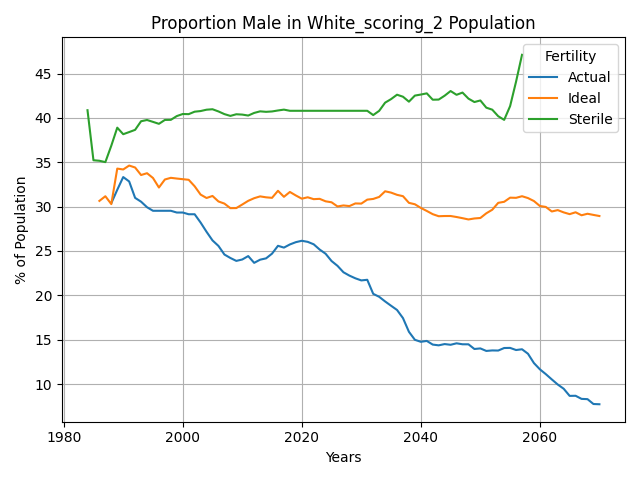 Proportion Male in White_scoring_2 Population
Fertility
Actual
Ideal
Sterile
% of Population
45
40
35
30
25
20
15
10
1980
2000
2020
2040
2060
Years